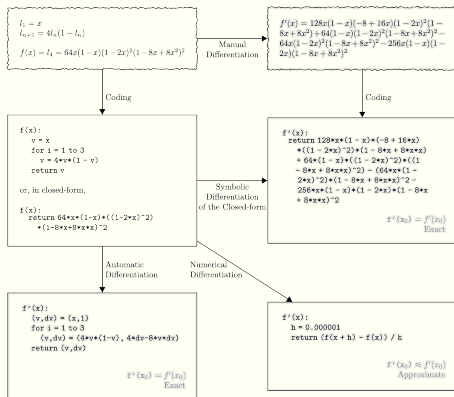 l₁ = x
lₙ₊₁ = 4lₙ(1 − lₙ)
f(x) = l₄ = 64x(1−x)(1−2x)²(1−8x+8x²)²
Manual
Differentiation
f'(x) = 128x(1 − x)(−8 + 16x)(1 − 2x)²(1 −
8x+8x²)+64(1−x)(1−2x)²(1−8x+8x²)²−
64x(1−2x)²(1−8x+8x²)²−256x(1−x)(1−
2x)(1 − 8x + 8x²)²
Coding
Coding
f(x):
v = x
for i = 1 to 3
v = 4*v*(1 - v)
return v
or, in closed-form,
f(x):
return 64*x*(1-x)*((1-2*x)^2)
*(1-8*x+8*x*x)^2
Symbolic
Differentiation
of the Closed-form
f'(x):
return 128*x*(1 - x)*(-8 + 16*x)
*((1 - 2*x)^2)*(1 - 8*x + 8*x*x)
+ 64*(1 - x)*((1 - 2*x)^2)*((1
- 8*x + 8*x*x)^2) - (64*x*(1 -
2*x)^2)*(1 - 8*x + 8*x*x)^2 -
256*x*(1 - x)*(1 - 2*x)*(1 - 8*x
+ 8*x*x)^2
f'(x₀) = f'(x₀)
Exact
Automatic
Differentiation
Numerical
Differentiation
f'(x):
(v,dv) = (x,1)
for i = 1 to 3
(v,dv) = (4*v*(1-v), 4*dv-8*v*dv)
return (v,dv)
f'(x₀) = f'(x₀)
Exact
f'(x):
h = 0.000001
return (f(x + h) - f(x)) / h
f'(x₀) ≈ f'(x₀)
Approximate